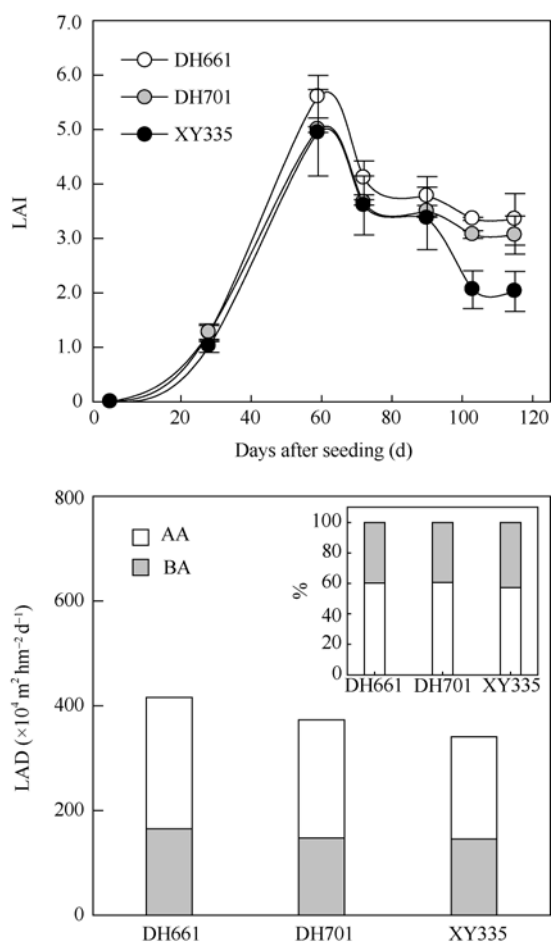 7.0
6.0
5.0
4.0
3.0
2.0
1.0
0
LAI
DH661
DH701
XY335
0 20 40 60 80 100 120
Days after seeding (d)
800
600
400
200
0
LAD (×10⁴ m² hm⁻² d⁻¹)
AA
BA
100
80
60
40
20
0
%
DH661 DH701 XY335
DH661 DH701 XY335